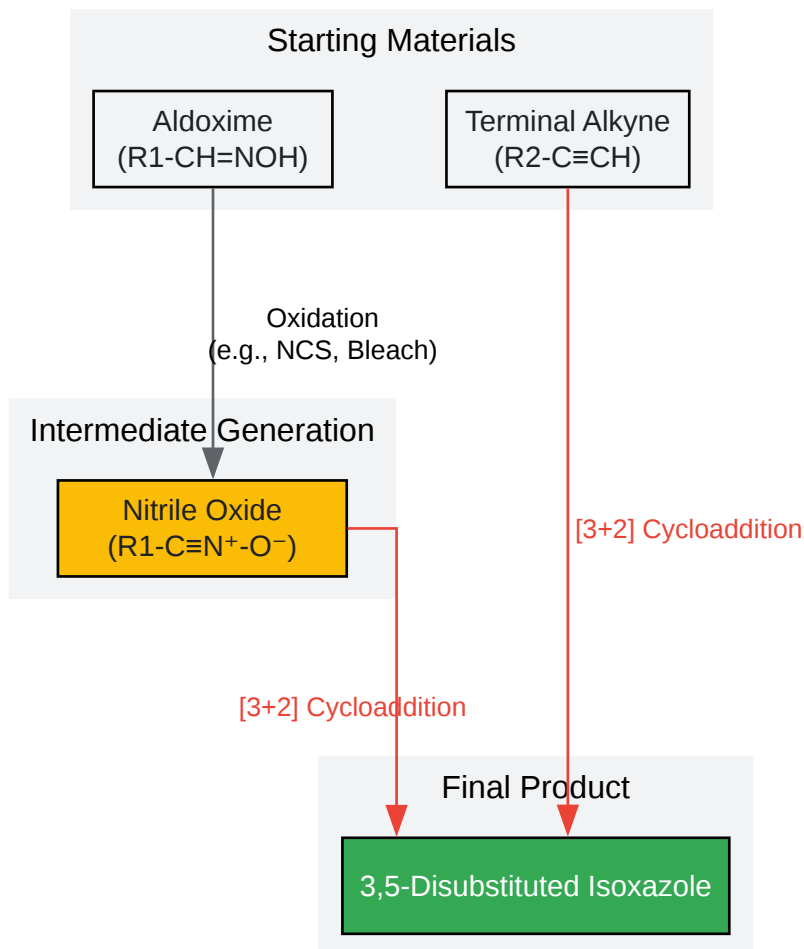 Starting Materials
Aldoxime
(R1-CH=NOH)
Terminal Alkyne
(R2-C≡CH)
Oxidation
(e.g., NCS, Bleach)
Intermediate Generation
Nitrile Oxide
(R1-C≡N⁺-O⁻)
[3+2] Cycloaddition
[3+2] Cycloaddition
Final Product
3,5-Disubstituted Isoxazole